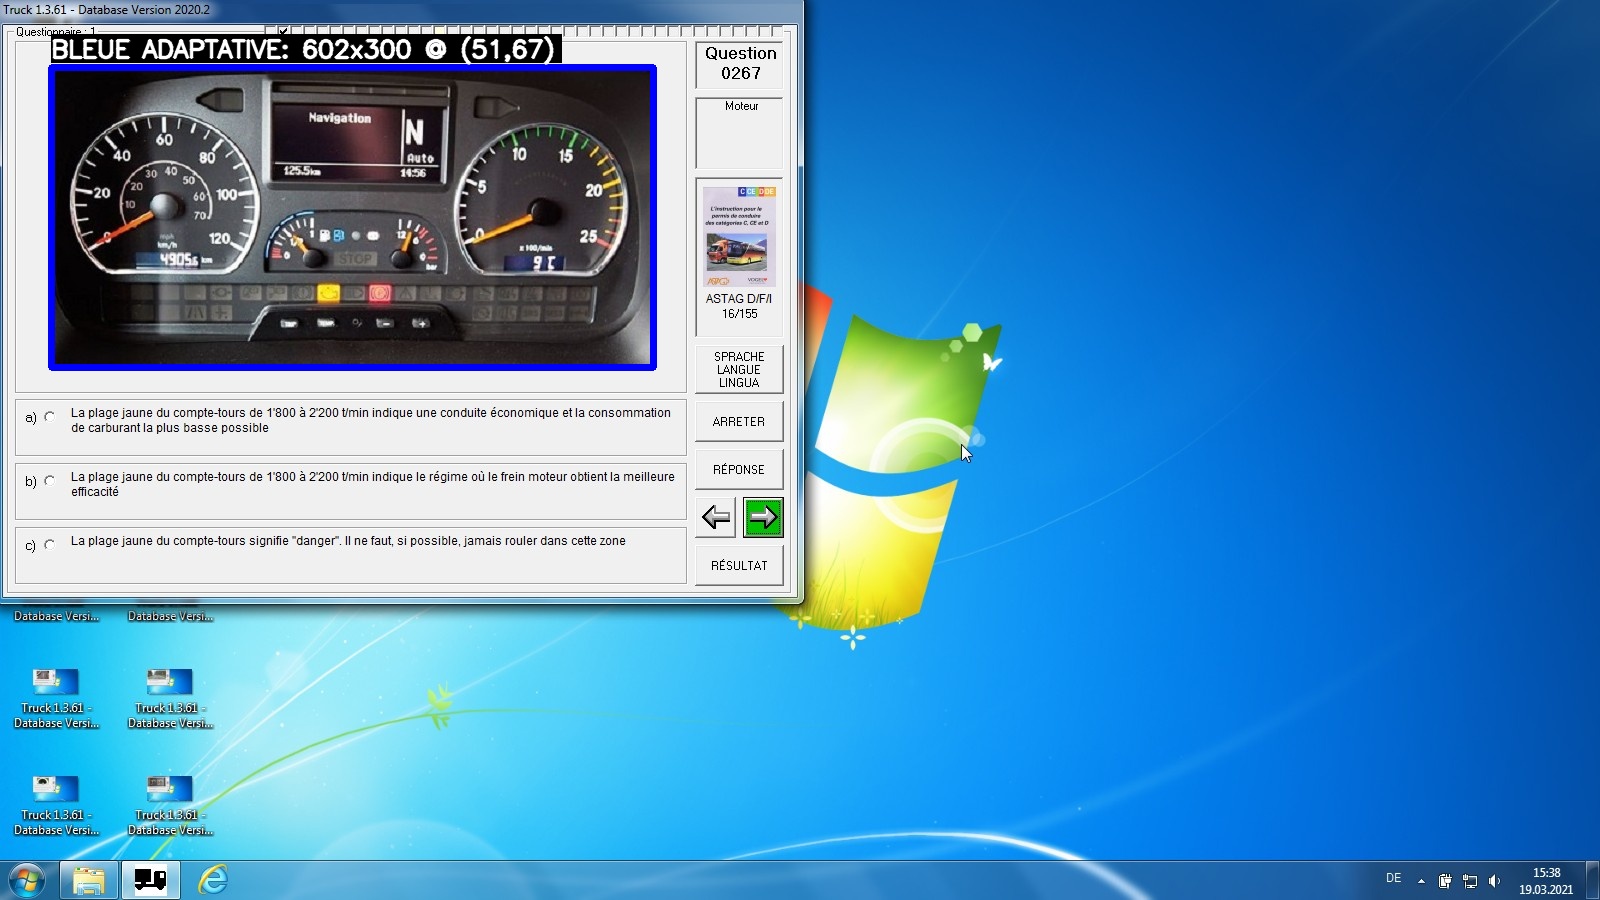 Truck 1.3.61 - Database Version 2020.2
Questionnaire : 1
BLEUE ADAPTATIVE: 602x300 @ (51,67)
Navigation
N
Auto
125.5km
14:56
0
20
40
60
80
100
120
10
20
30
40
50
60
70
mph
km/h
4905.6 km
0
5
10
15
20
25
x 100/min
9°C
0
1
12
6
0
bar
STOP
Question
0267
Moteur
C CE D DE
L'instruction pour le
permis de conduire
des catégories C, CE et D
ASTAG D/F/I
16/155
SPRACHE
LANGUE
LINGUA
ARRETER
RÉPONSE
RÉSULTAT
a) La plage jaune du compte-tours de 1'800 à 2'200 t/min indique une conduite économique et la consommation
de carburant la plus basse possible
b) La plage jaune du compte-tours de 1'800 à 2'200 t/min indique le régime où le frein moteur obtient la meilleure
efficacité
c) La plage jaune du compte-tours signifie "danger". Il ne faut, si possible, jamais rouler dans cette zone
Database Versi...
Database Versi...
Truck 1.3.61 -
Database Versi...
Truck 1.3.61 -
Database Versi...
Truck 1.3.61 -
Database Versi...
Truck 1.3.61 -
Database Versi...
DE
15:38
19.03.2021